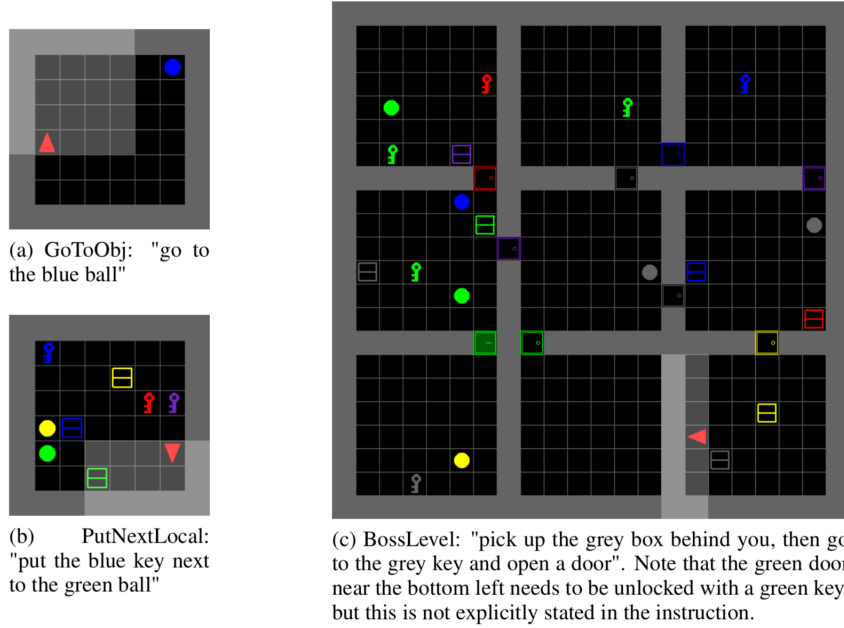 (a) GoToObj: "go to
the blue ball"
(b) PutNextLocal:
"put the blue key next
to the green ball"
(c) BossLevel: "pick up the grey box behind you, then go
to the grey key and open a door". Note that the green door
near the bottom left needs to be unlocked with a green key,
but this is not explicitly stated in the instruction.